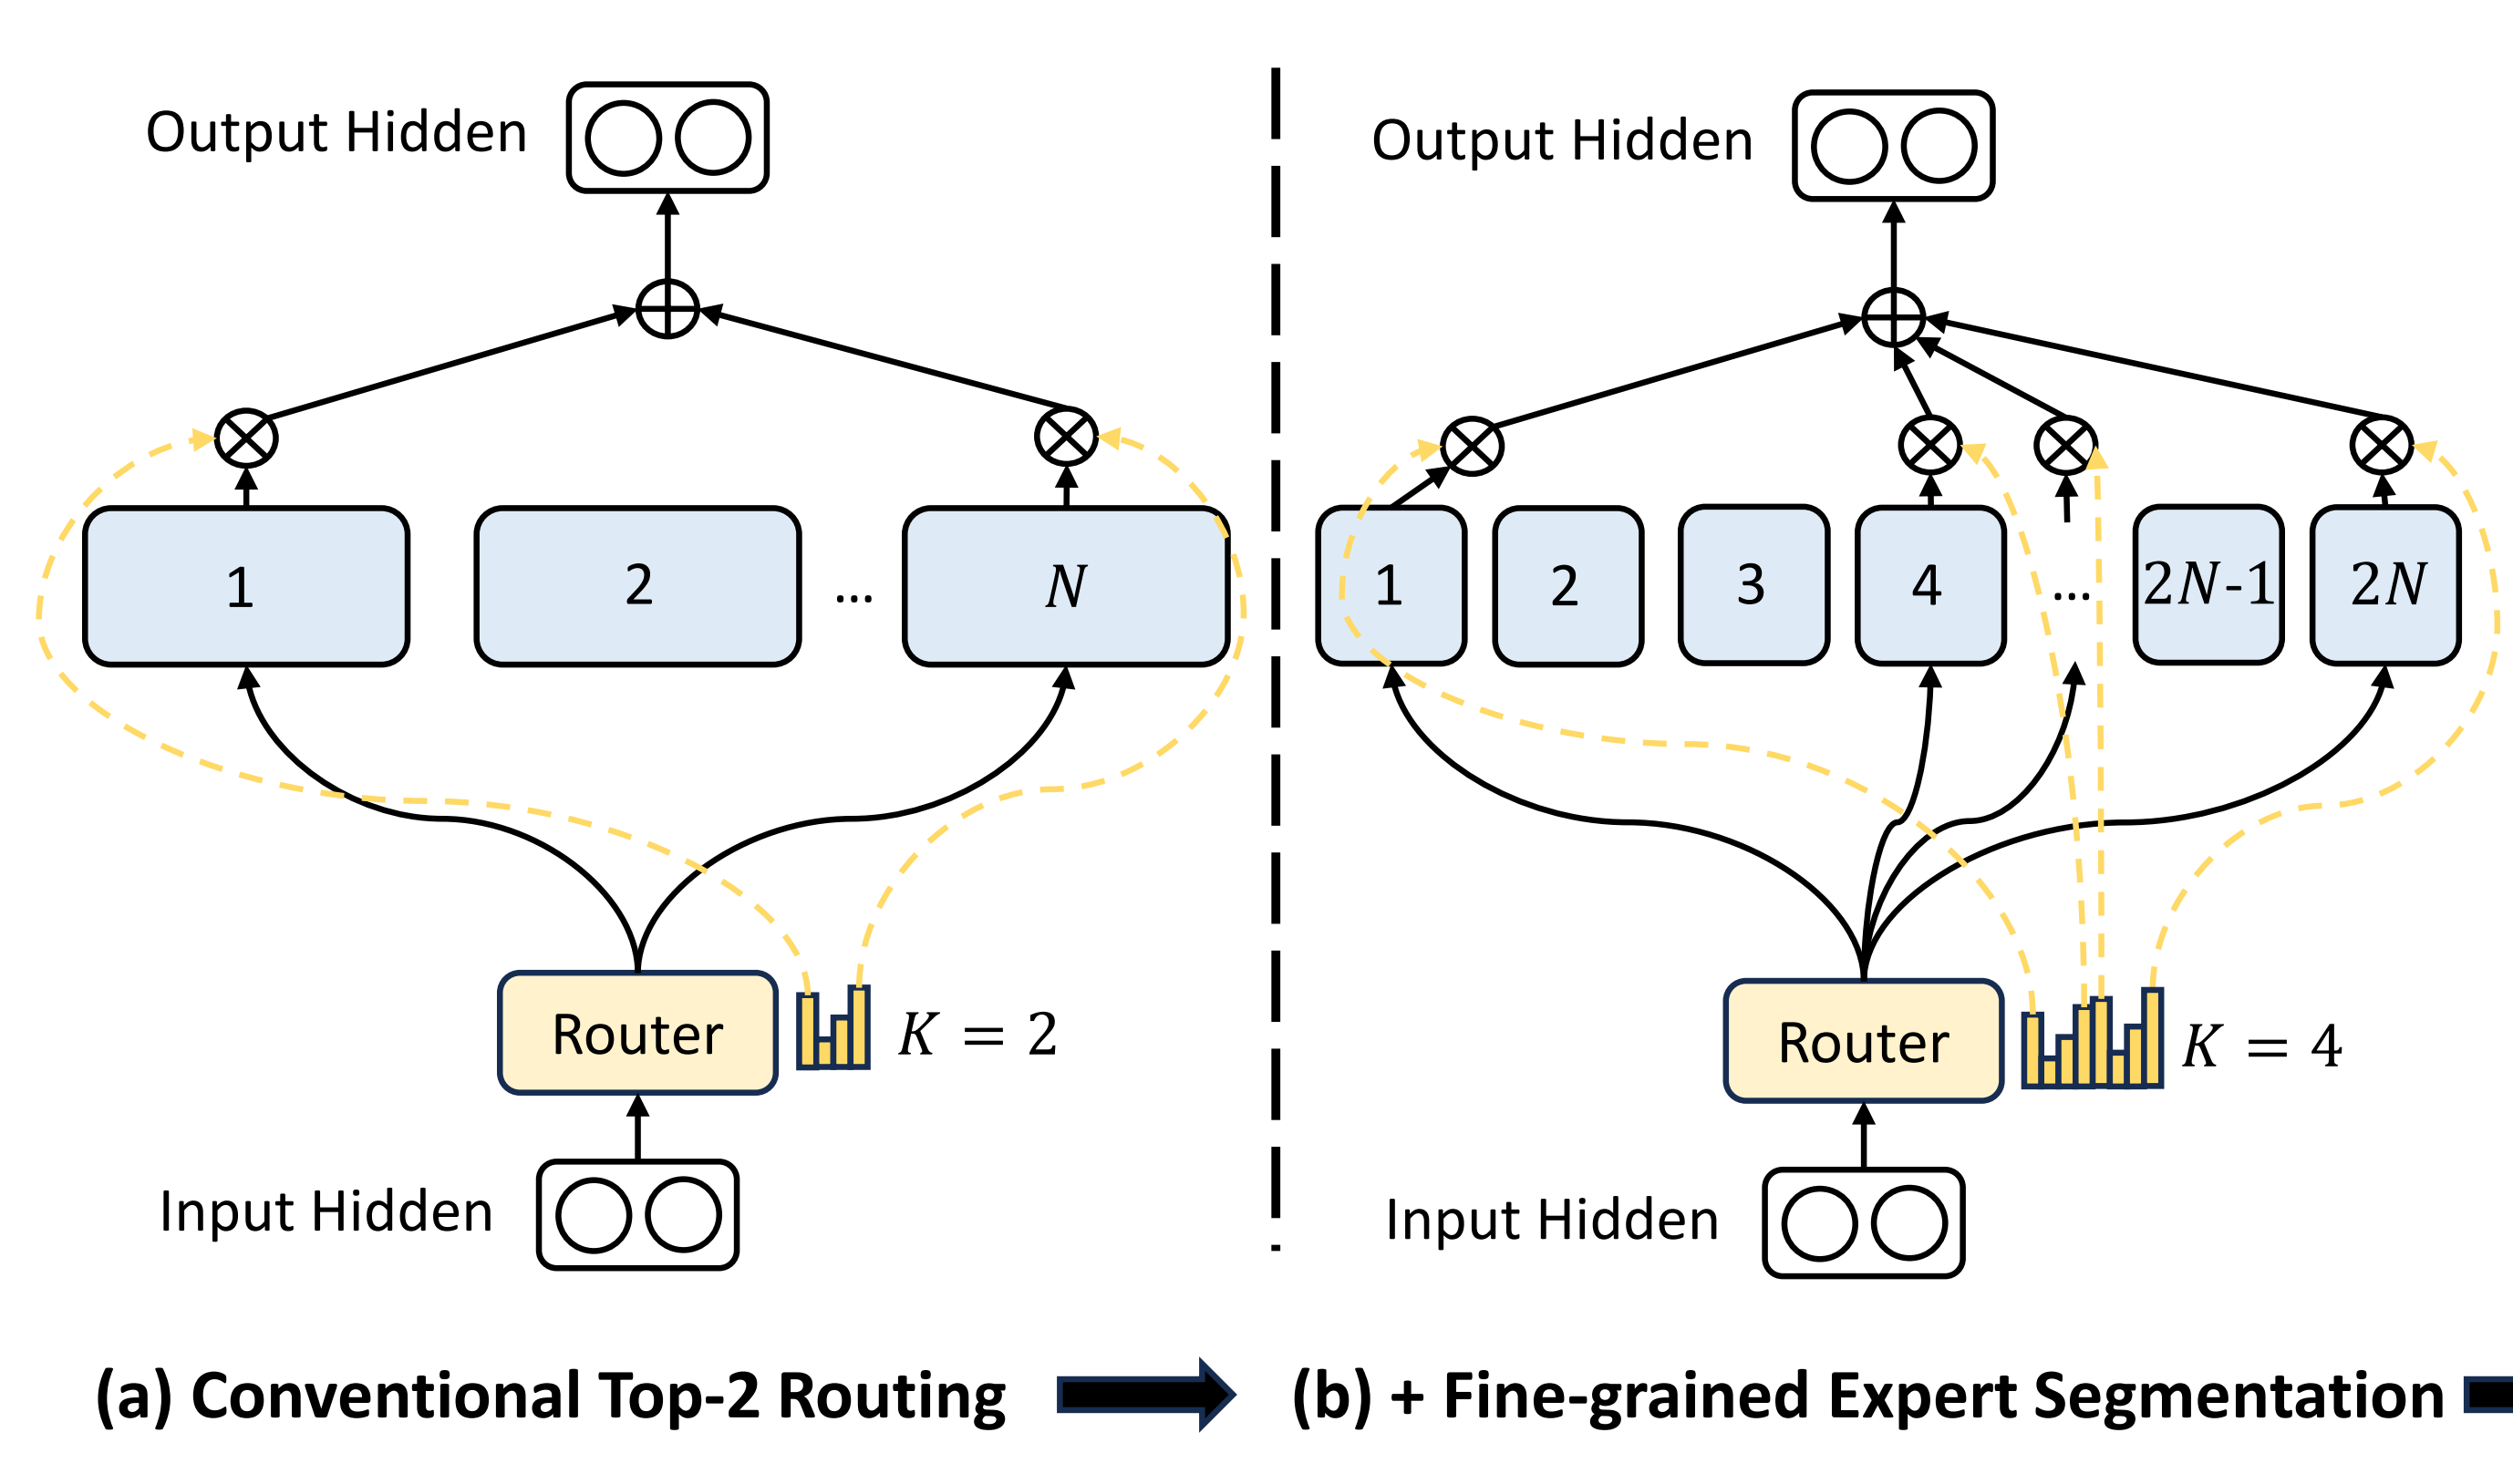 Output Hidden
1
2
...
N
Router
K = 2
Input Hidden
(a) Conventional Top-2 Routing
Output Hidden
1
2
3
4
...
2N-1
2N
Router
K = 4
Input Hidden
(b) + Fine-grained Expert Segmentation